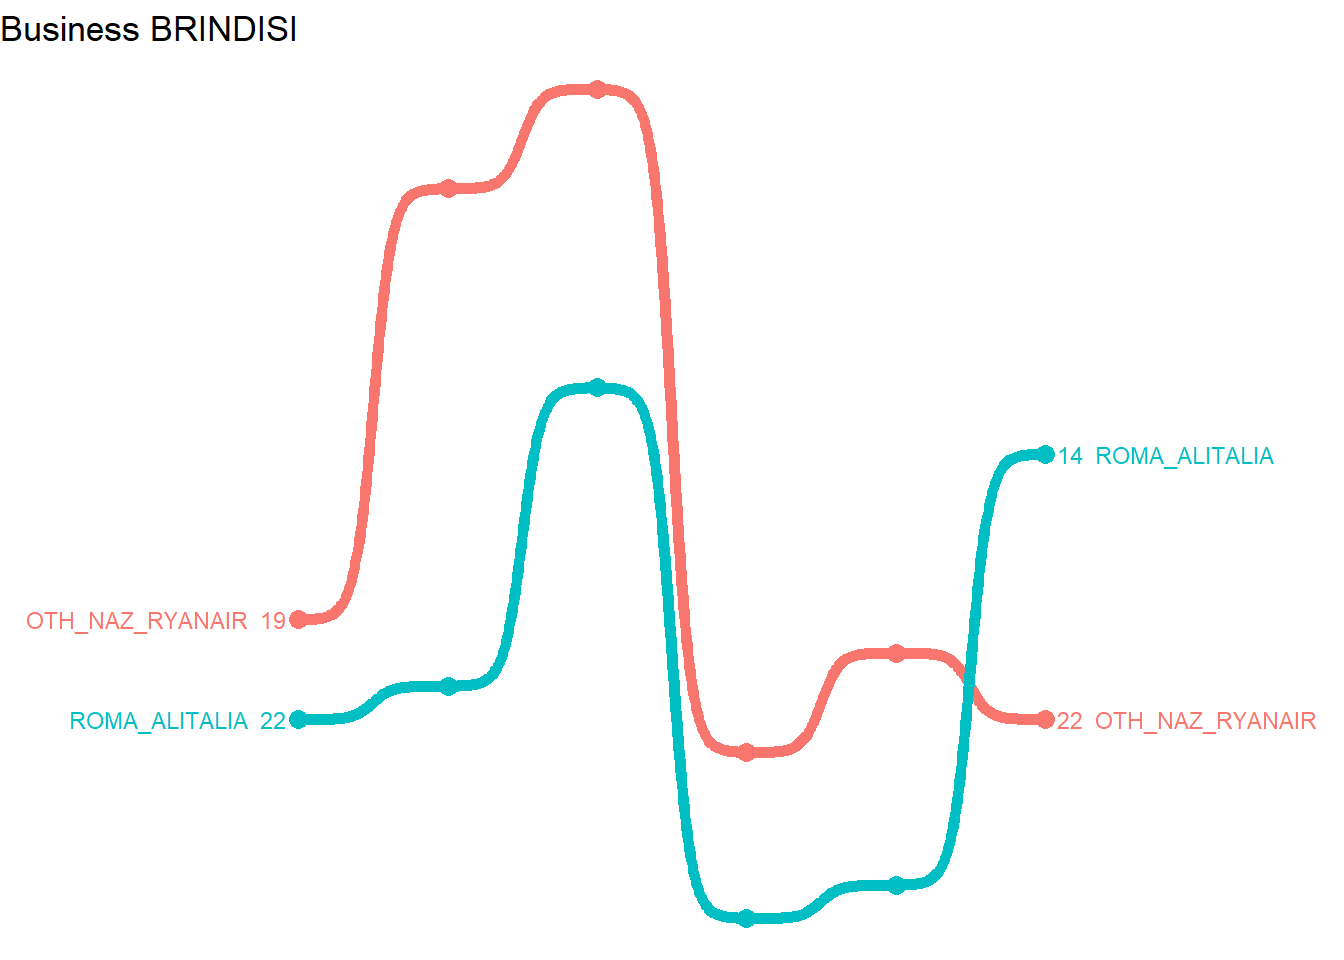 Business BRINDISI
14 ROMA_ALITALIA
OTH_NAZ_RYANAIR 19
ROMA_ALITALIA 22
22 OTH_NAZ_RYANAIR